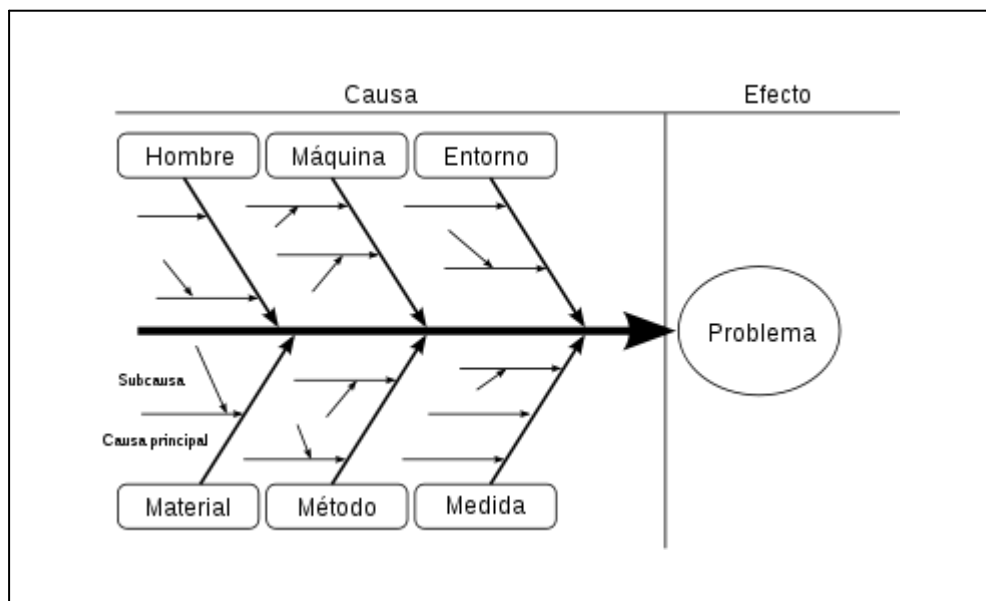 Causa
Efecto
Hombre
Máquina
Entorno
Problema
Subcausa
Causa principal
Material
Método
Medida